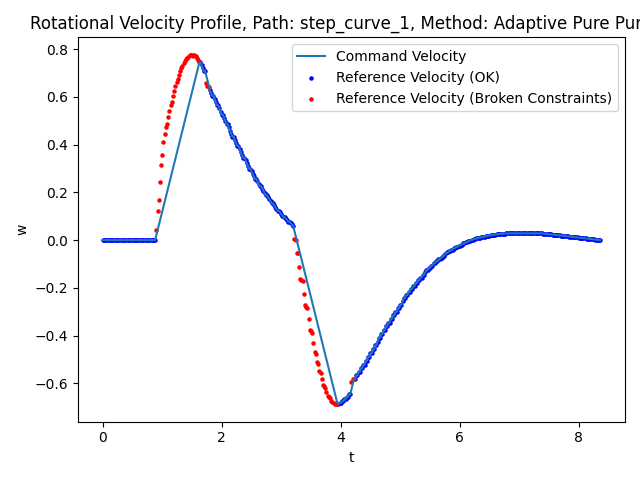 Rotational Velocity Profile, Path: step_curve_1, Method: Adaptive Pure
Command Velocity
Reference Velocity (OK)
Reference Velocity (Broken Constraints)
0.8
0.6
0.4
0.2
0.0
−0.2
−0.4
−0.6
w
0 2 4 6 8
t